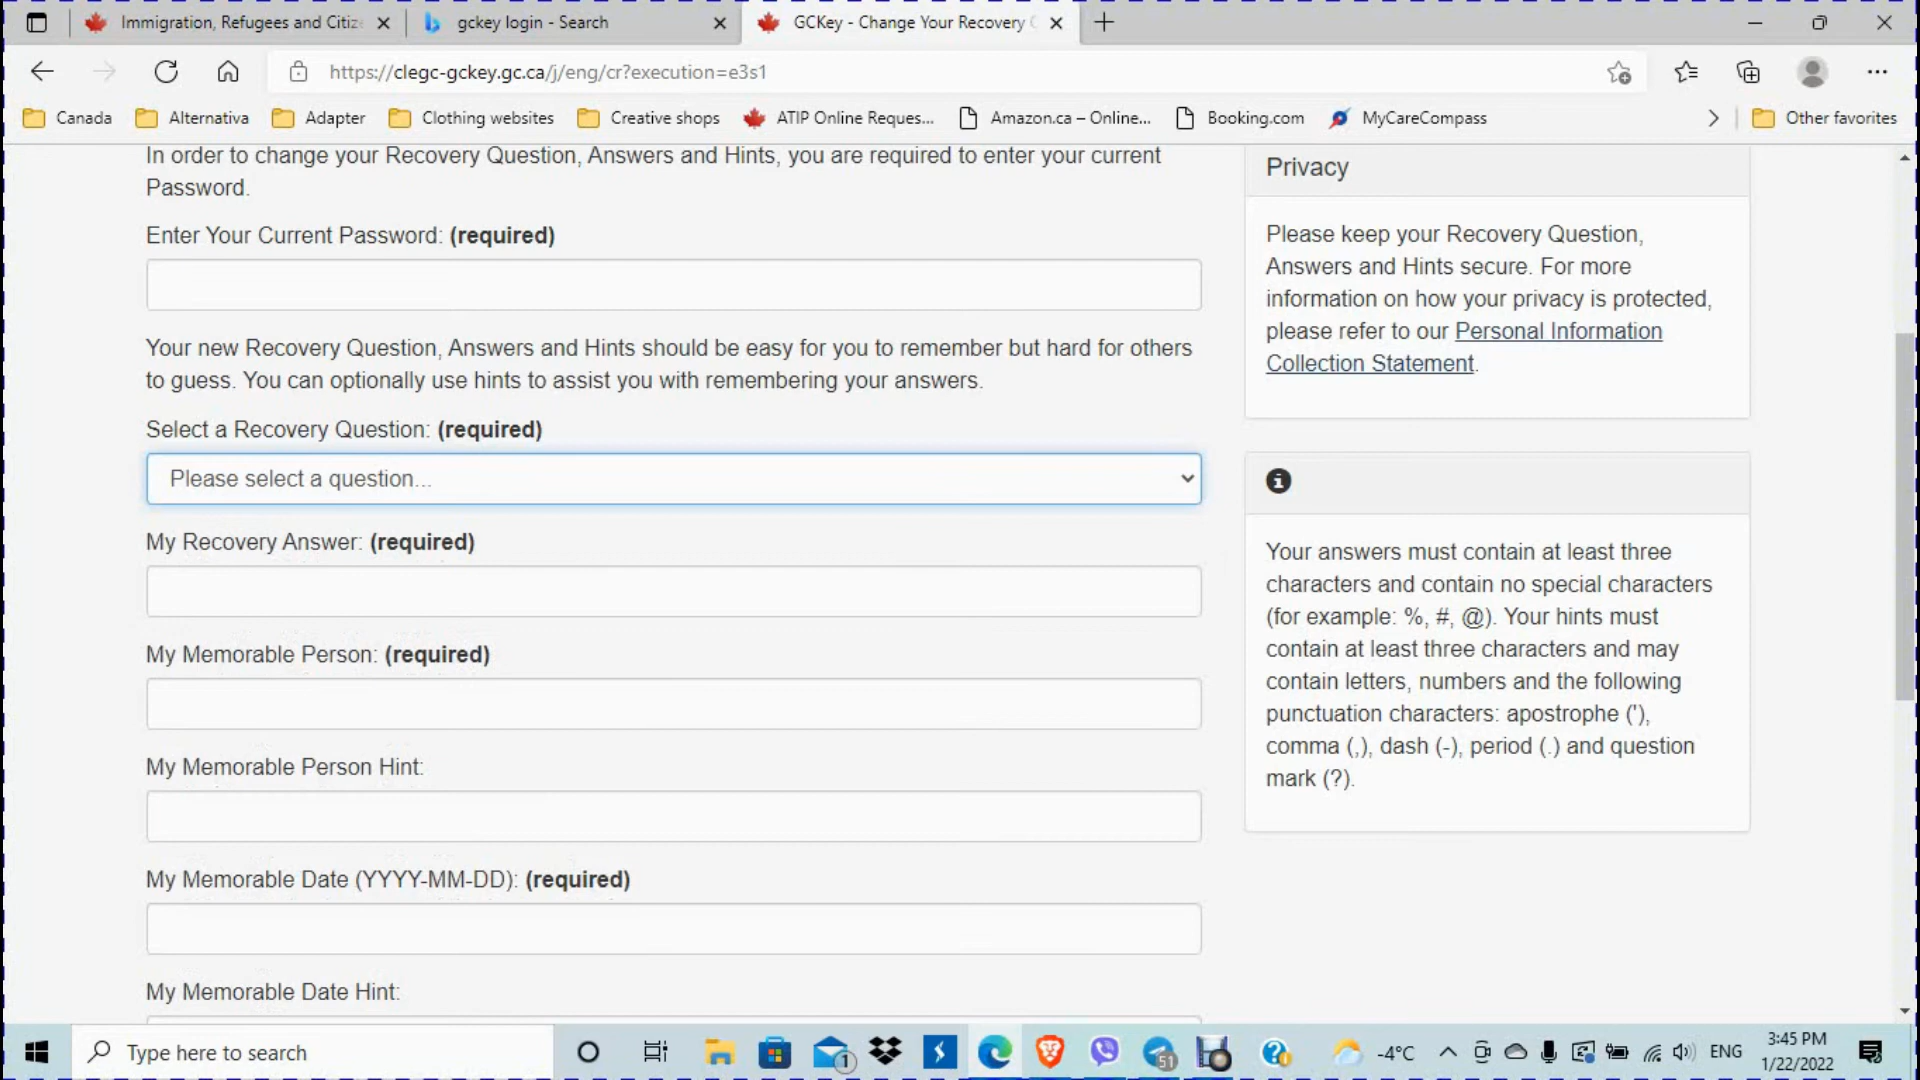 Immigration, Refugees and Citiz
gckey login - Search
GCKey - Change Your Recovery
https://clegc-gckey.gc.ca/j/eng/cr?execution=e3s1
Canada
Alternativa
Adapter
Clothing websites
Creative shops
ATIP Online Reques...
Amazon.ca – Online...
Booking.com
MyCareCompass
Other favorites
In order to change your Recovery Question, Answers and Hints, you are required to enter your current
Password.
Enter Your Current Password: (required)
Your new Recovery Question, Answers and Hints should be easy for you to remember but hard for others
to guess. You can optionally use hints to assist you with remembering your answers.
Select a Recovery Question: (required)
Please select a question...
My Recovery Answer: (required)
My Memorable Person: (required)
My Memorable Person Hint:
My Memorable Date (YYYY-MM-DD): (required)
My Memorable Date Hint:
Privacy
Please keep your Recovery Question,
Answers and Hints secure. For more
information on how your privacy is protected,
please refer to our Personal Information
Collection Statement.
Your answers must contain at least three
characters and contain no special characters
(for example: %, #, @). Your hints must
contain at least three characters and may
contain letters, numbers and the following
punctuation characters: apostrophe ('),
comma (,), dash (-), period (.) and question
mark (?).
Type here to search
1
51
-4°C
ENG
3:45 PM
1/22/2022